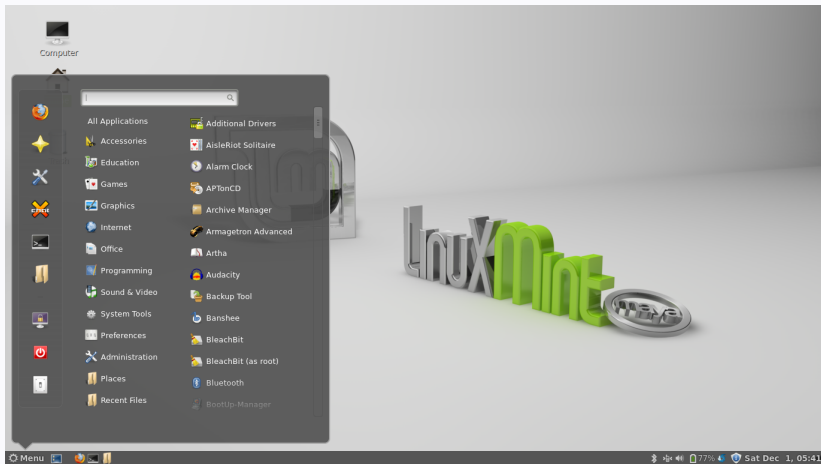 Computer
All Applications
Accessories
Education
Games
Graphics
Internet
Office
Programming
Sound & Video
System Tools
Preferences
Administration
Places
Recent Files
Additional Drivers
AisleRiot Solitaire
Alarm Clock
APTonCD
Archive Manager
Armagetron Advanced
Artha
Audacity
Backup Tool
Banshee
BleachBit
BleachBit (as root)
Bluetooth
BootUp-Manager
LinuxMint
maya
Menu
77%
Sat Dec 1, 05:41